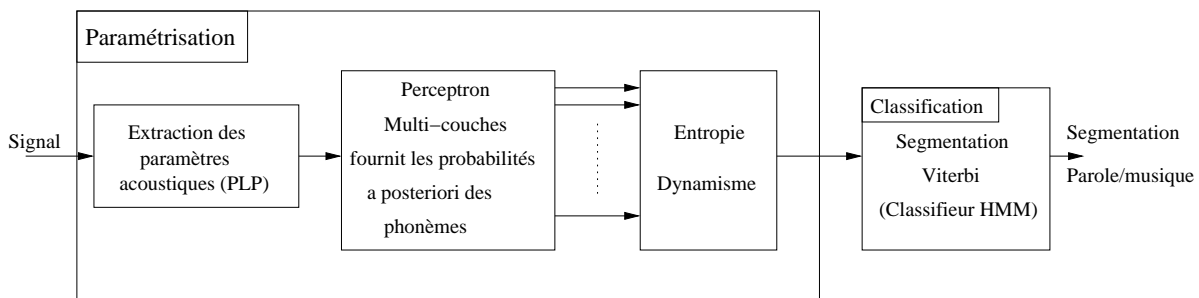 Paramétrisation
Signal
Extraction des
paramètres
acoustiques (PLP)
Perceptron
Multi−couches
fournit les probabilités
a posteriori des
phonèmes
Entropie
Dynamisme
Classification
Segmentation
Viterbi
(Classifieur HMM)
Segmentation
Parole/musique